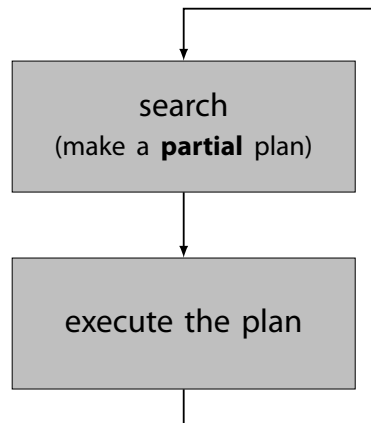 search
(make a partial plan)
execute the plan